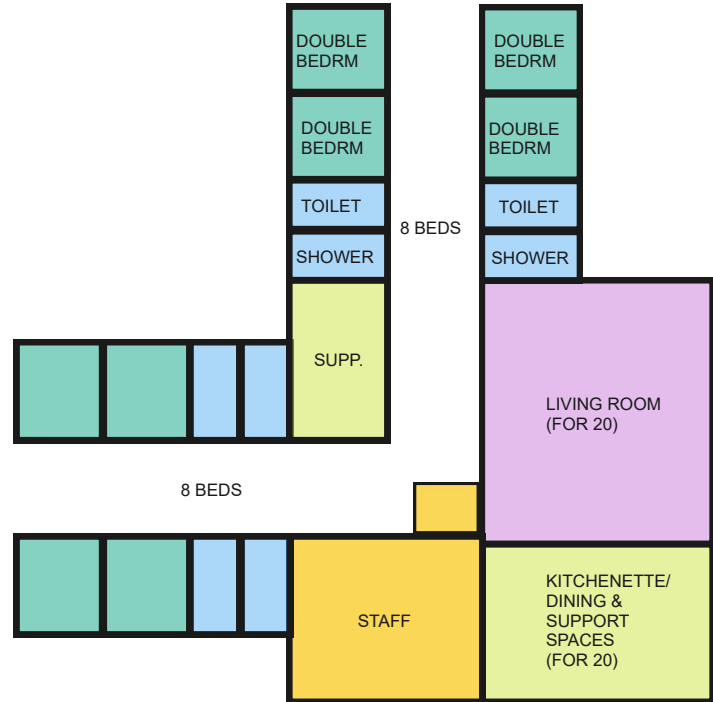 DOUBLE
BEDRM
DOUBLE
BEDRM
DOUBLE
BEDRM
DOUBLE
BEDRM
TOILET
TOILET
8 BEDS
SHOWER
SHOWER
SUPP.
LIVING ROOM
(FOR 20)
8 BEDS
STAFF
KITCHENETTE/
DINING &
SUPPORT
SPACES
(FOR 20)